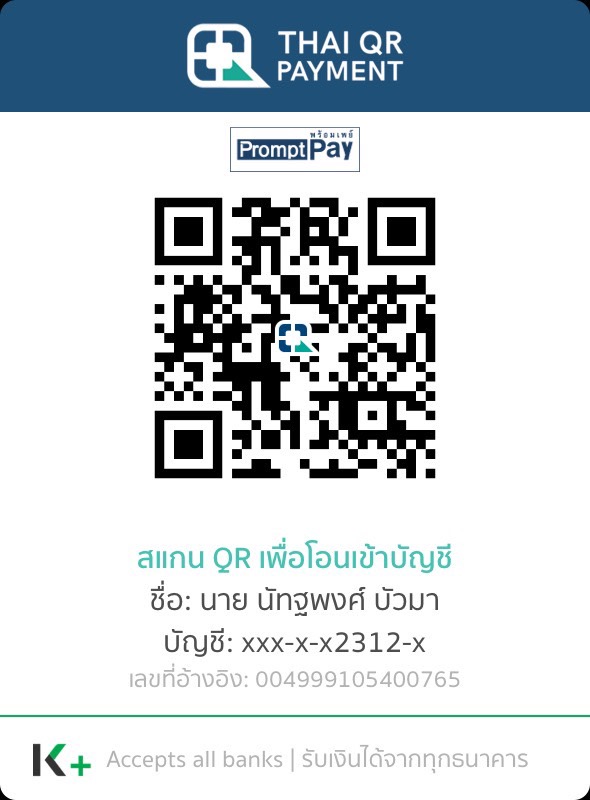 THAI QR
PAYMENT
พร้อมเพย์
PromptPay
สแกน QR เพื่อโอนเข้าบัญชี
ชื่อ: นาย นัทฐพงศ์ บัวมา
บัญชี: xxx-x-x2312-x
เลขที่อ้างอิง: 004999105400765
K+ Accepts all banks | รับเงินได้จากทุกธนาคาร